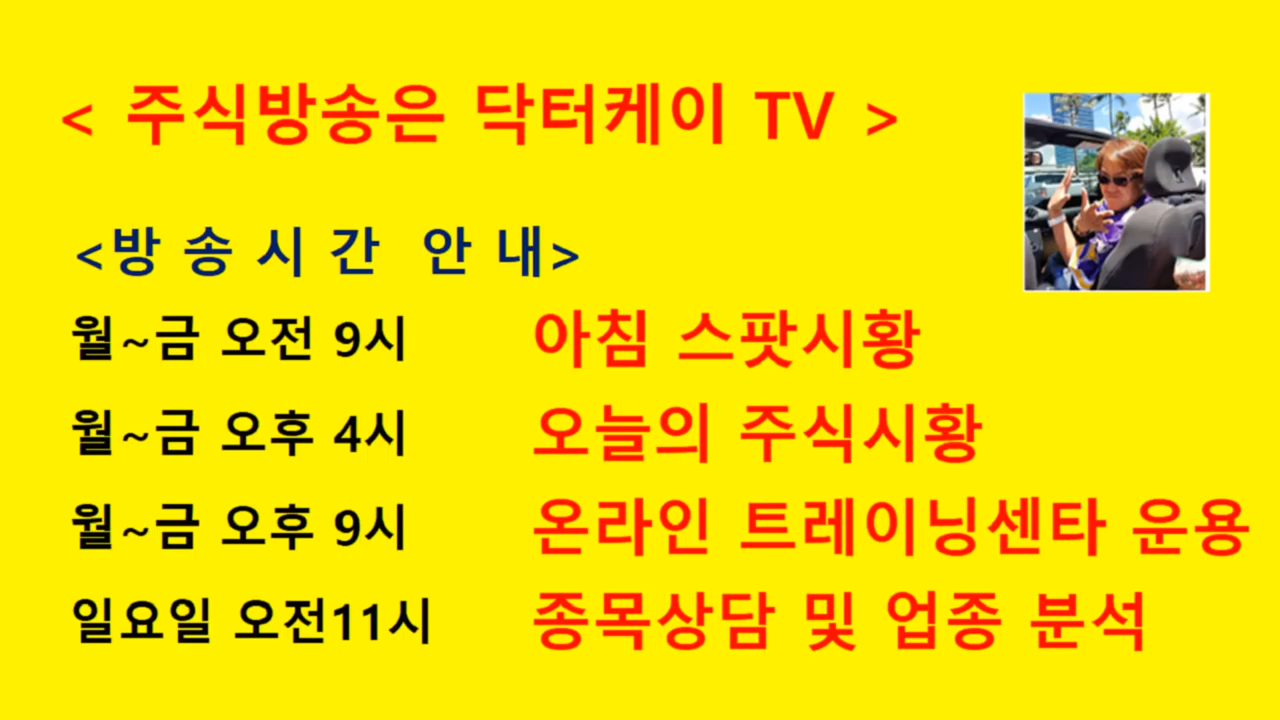 < 주식방송은 닥터케이 TV >
<방 송 시 간 안 내>
월~금 오전 9시 아침 스팟시황
월~금 오후 4시 오늘의 주식시황
월~금 오후 9시 온라인 트레이닝센타 운용
일요일 오전11시 종목상담 및 업종 분석